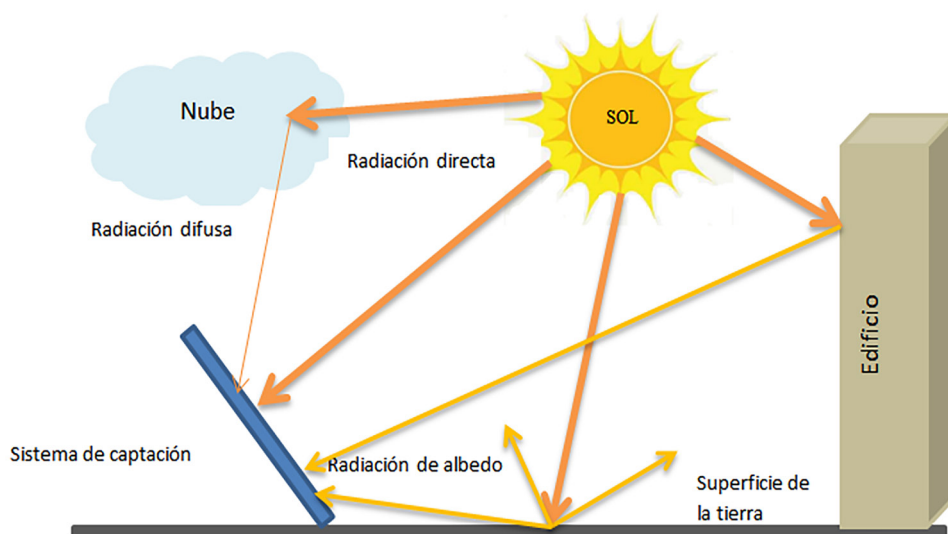 Nube
SOL
Radiación directa
Radiación difusa
Edificio
Sistema de captación
Radiación de albedo
Superficie de
la tierra